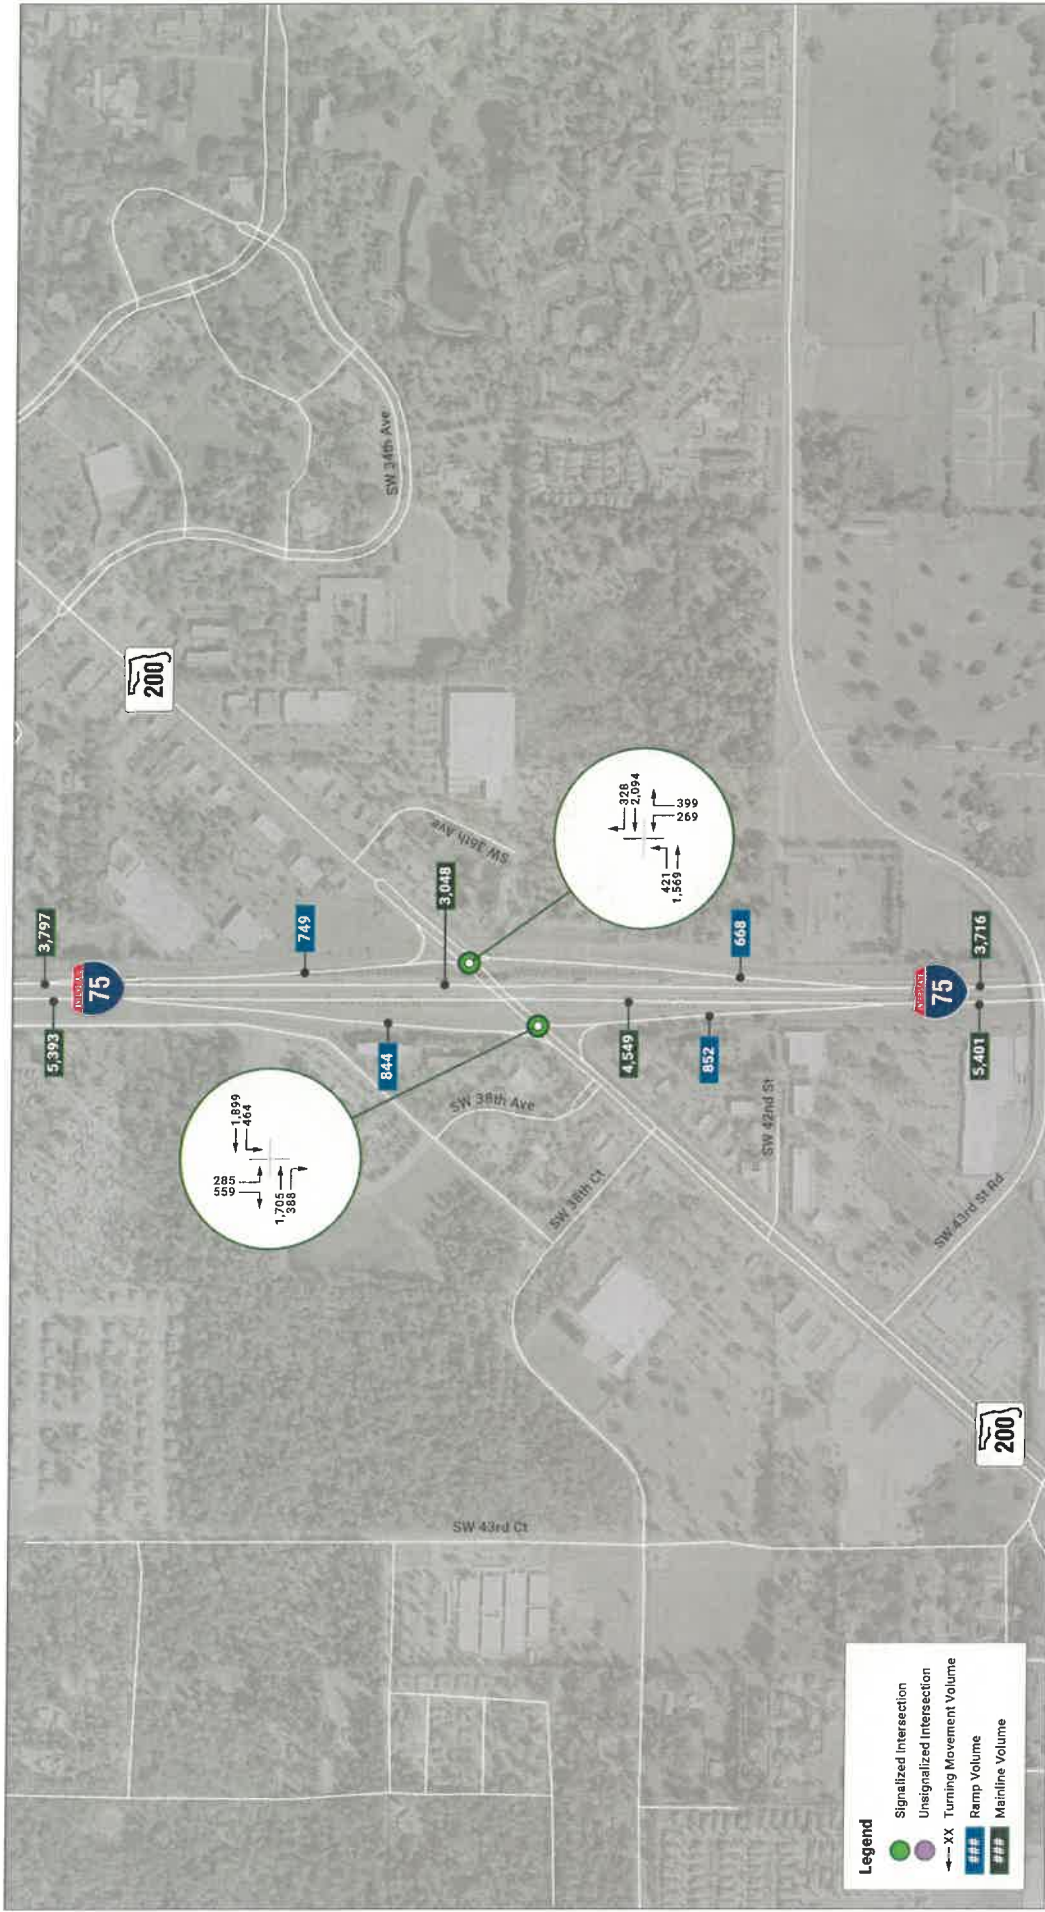 3,797
5,393
INTERSTATE
75
749
844
3,048
4,549
668
852
INTERSTATE
75
3,716
5,401
200
200
SW 34th Ave
SW 36th Ave
SW 38th Ave
SW 38th Ct
SW 42nd St
SW 43rd St Rd
SW 43rd Ct
1,899
464
285
559
1,705
388
328
2,094
399
269
421
1,569
Legend
Signalized Intersection
Unsignalized Intersection
XX Turning Movement Volume
### Ramp Volume
### Mainline Volume